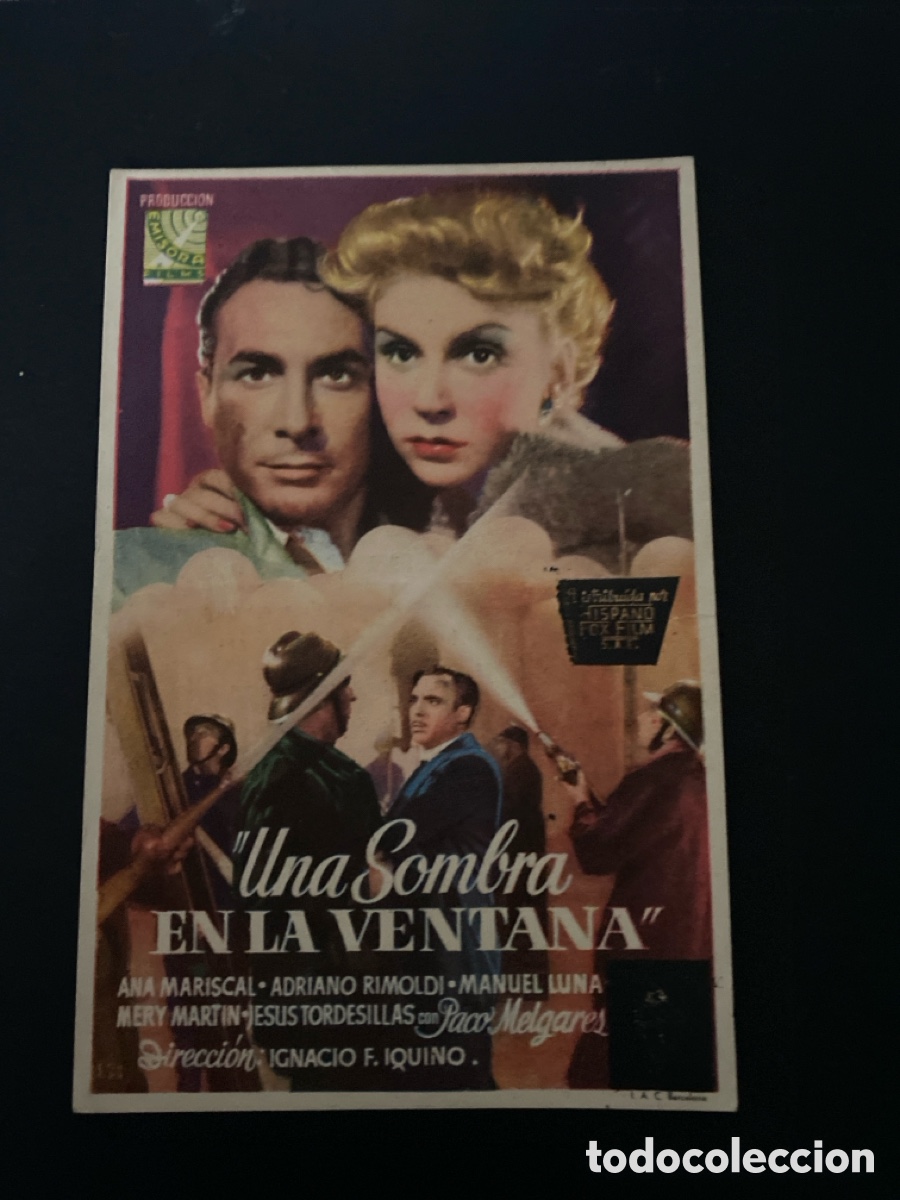 PRODUCCION
EMISORA
FILMS
Distribuida por
HISPANO
FOX FILM
S.A.E.
"Una Sombra
EN LA VENTANA"
ANA MARISCAL • ADRIANO RIMOLDI • MANUEL LUNA
MERY MARTIN • JESUS TORDESILLAS con Paco Melgares
Dirección: IGNACIO F. IQUINO.
I. A. C. Barcelona
todocoleccion